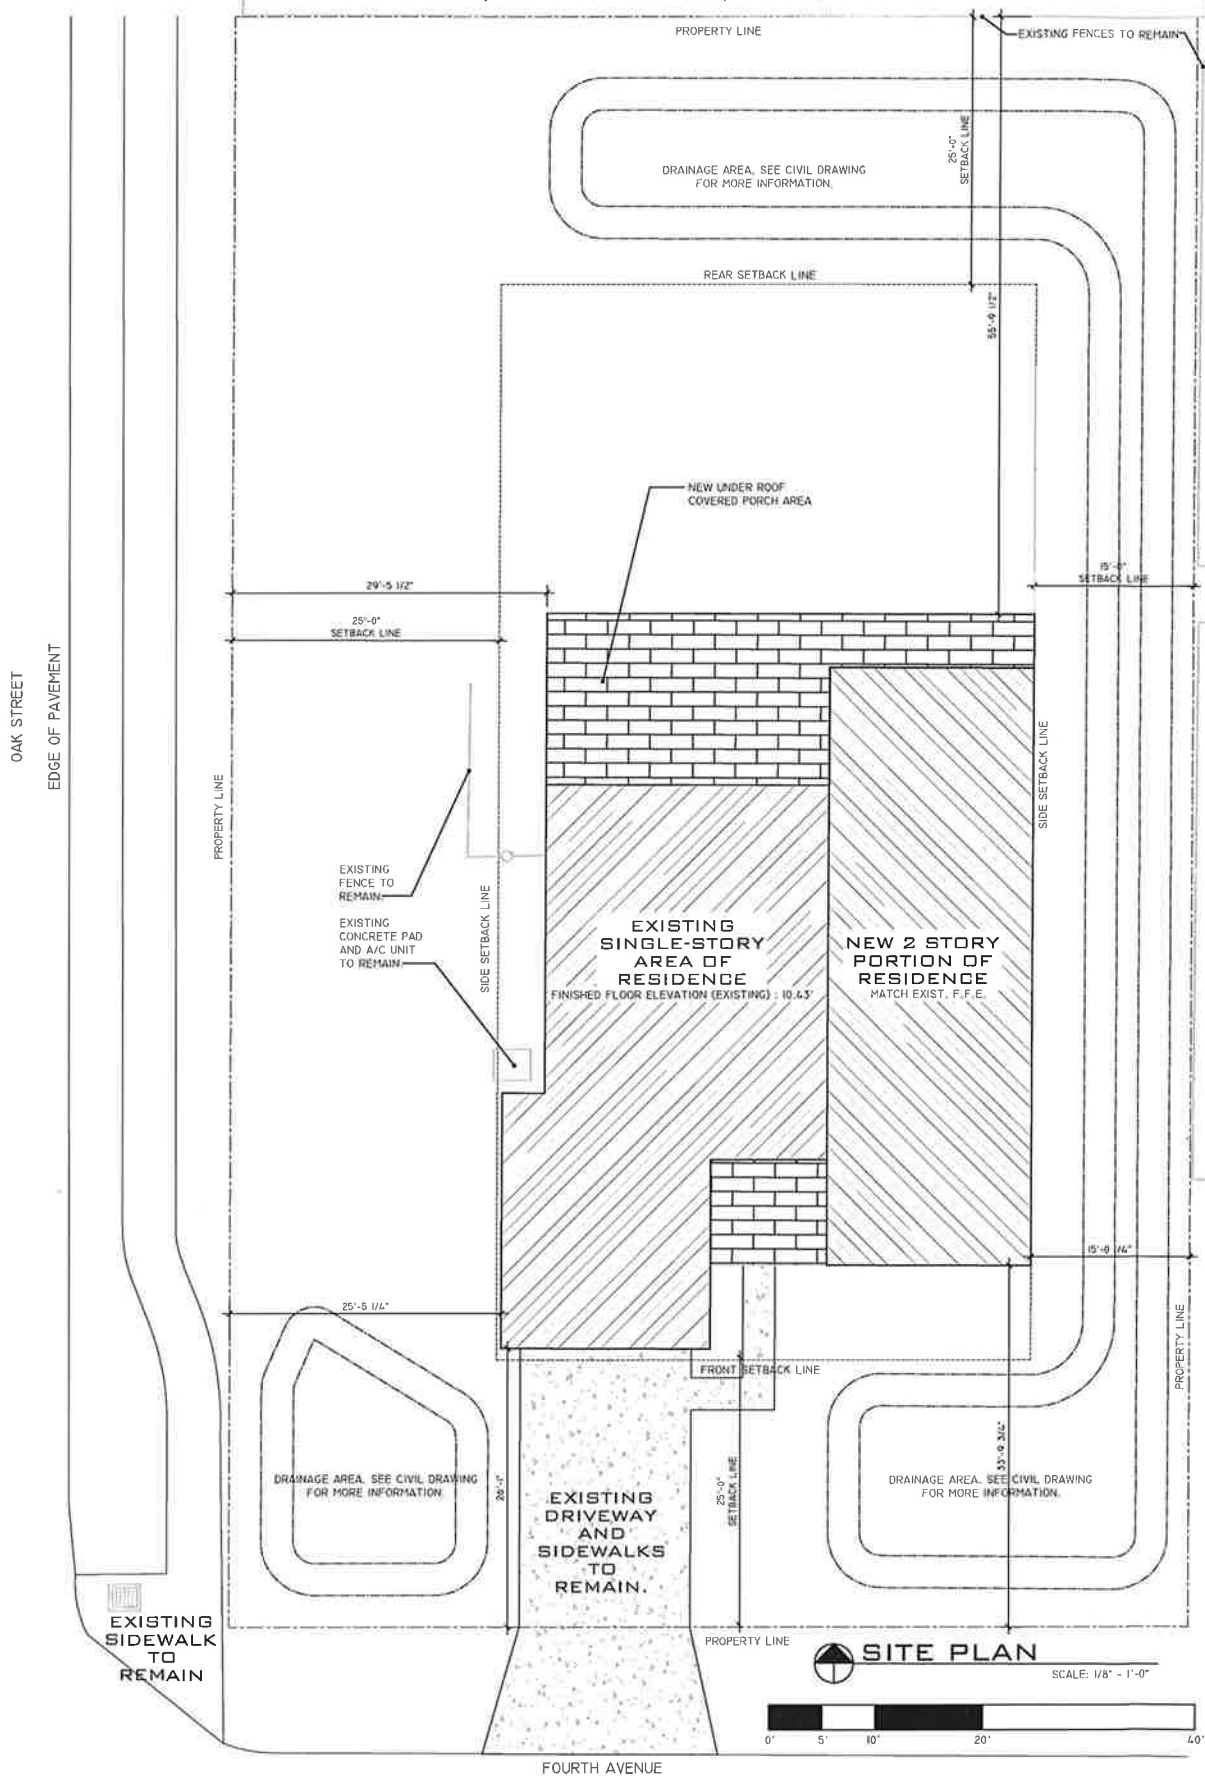 PROPERTY LINE
EXISTING FENCES TO REMAIN
25'-0"
SETBACK LINE
DRAINAGE AREA, SEE CIVIL DRAWING
FOR MORE INFORMATION.
REAR SETBACK LINE
55'-9 1/2"
NEW UNDER ROOF
COVERED PORCH AREA
29'-5 1/2"
15'-0"
SETBACK LINE
25'-0"
SETBACK LINE
OAK STREET
EDGE OF PAVEMENT
PROPERTY LINE
SIDE SETBACK LINE
EXISTING
FENCE TO
REMAIN.
EXISTING
CONCRETE PAD
AND A/C UNIT
TO REMAIN.
SIDE SETBACK LINE
EXISTING
SINGLE-STORY
AREA OF
RESIDENCE
FINISHED FLOOR ELEVATION (EXISTING) : 10.43'
NEW 2 STORY
PORTION OF
RESIDENCE
MATCH EXIST. F.F.E.
15'-0 1/4"
25'-5 1/4"
PROPERTY LINE
FRONT SETBACK LINE
DRAINAGE AREA. SEE CIVIL DRAWING
FOR MORE INFORMATION.
26'-1"
EXISTING
DRIVEWAY
AND
SIDEWALKS
TO
REMAIN.
25'-0"
SETBACK LINE
33'-9 3/4"
DRAINAGE AREA. SEE CIVIL DRAWING
FOR MORE INFORMATION.
EXISTING
SIDEWALK
TO
REMAIN
PROPERTY LINE
SITE PLAN
SCALE: 1/8" - 1'-0"
0' 5' 10' 20' 40'
FOURTH AVENUE